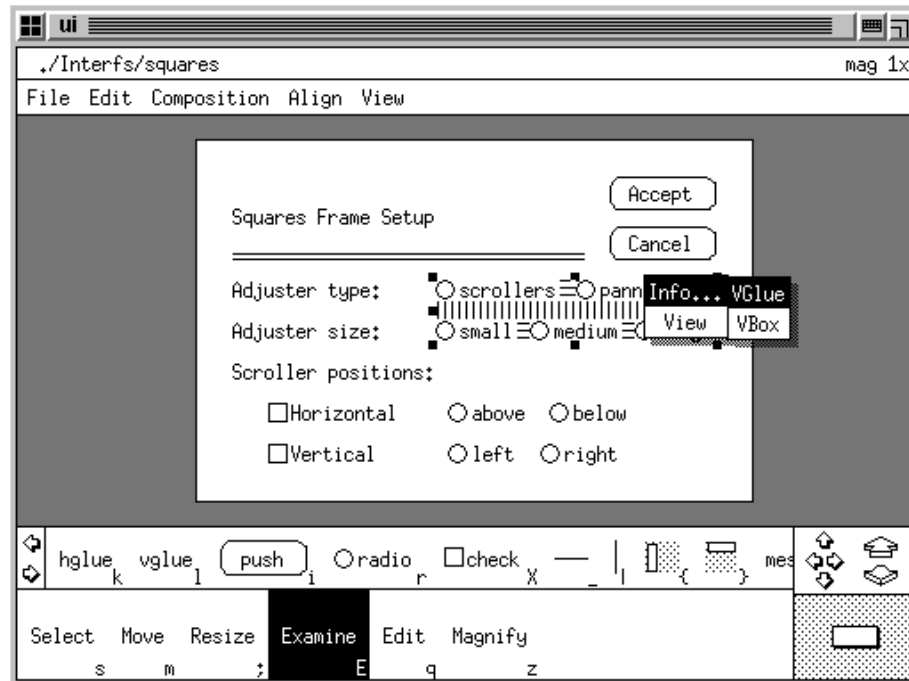 ui
./Interfs/squares mag 1x
File Edit Composition Align View
Accept
Squares Frame Setup
Cancel
Adjuster type: scrollers pann Info... VGlue
Adjuster size: small medium View VBox
Scroller positions:
Horizontal above below
Vertical left right
hglue vglue push radio check mes
k l i r X _ | { }
Select Move Resize Examine Edit Magnify
s m ; E q z